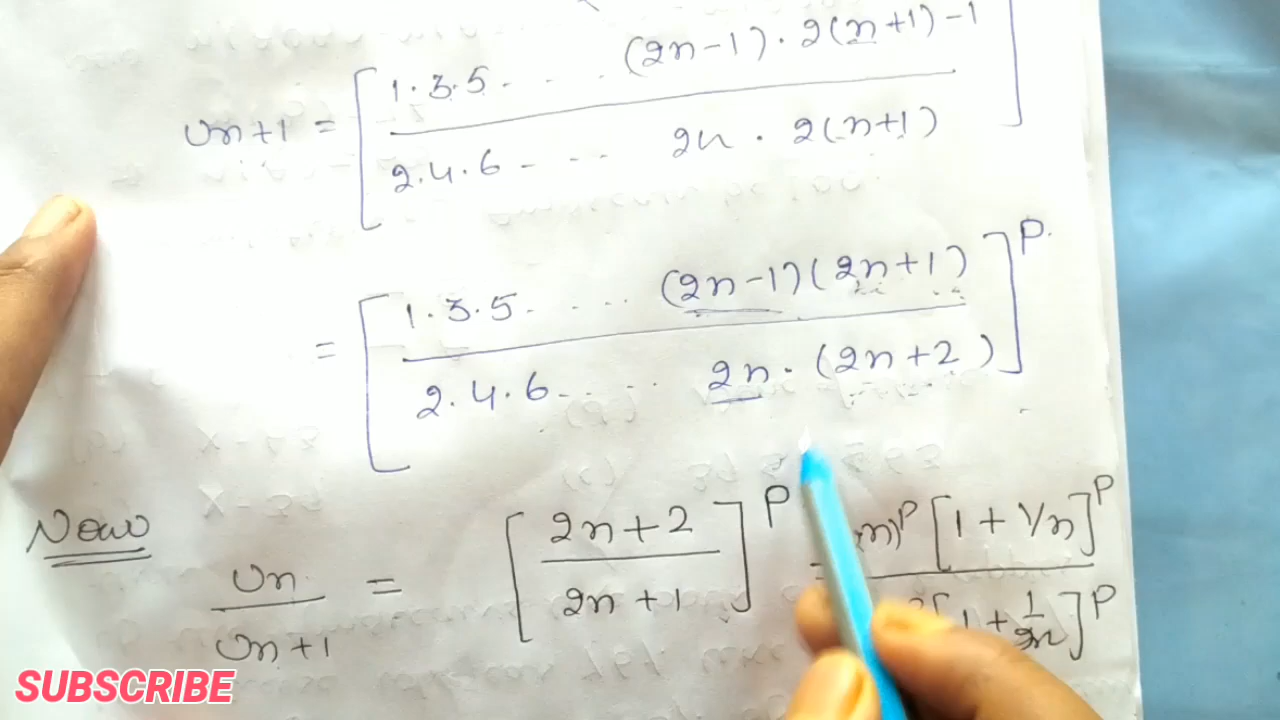 Un+1 = [ 1.3.5. . . . (2n-1) . 2(n+1)-1 / 2.4.6 - - - . 2n . 2(n+1) ]
= [ 1.3.5. . . . (2n-1)(2n+1) / 2.4.6 - . . . 2n . (2n+2) ]^P.
Now Un / Un+1 = [ 2n+2 / 2n+1 ]^P = n)^P [1 + 1/n]^P / [1 + 1/2n]^P
SUBSCRIBE